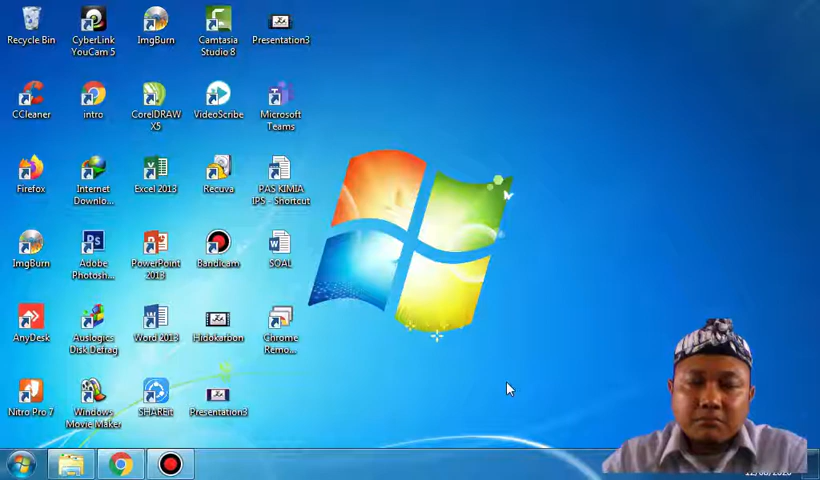 Recycle Bin
CyberLink
YouCam 5
ImgBurn
Camtasia
Studio 8
Presentation3
CCleaner
intro
CorelDRAW
X5
VideoScribe
Microsoft
Teams
Firefox
Internet
Downlo...
Excel 2013
Recuva
PAS KIMIA
IPS - Shortcut
ImgBurn
Adobe
Photosh...
PowerPoint
2013
Bandicam
SOAL
AnyDesk
Auslogics
Disk Defrag
Word 2013
Hidokarbon
Chrome
Remo...
Nitro Pro 7
Windows
Movie Maker
SHAREit
Presentation3